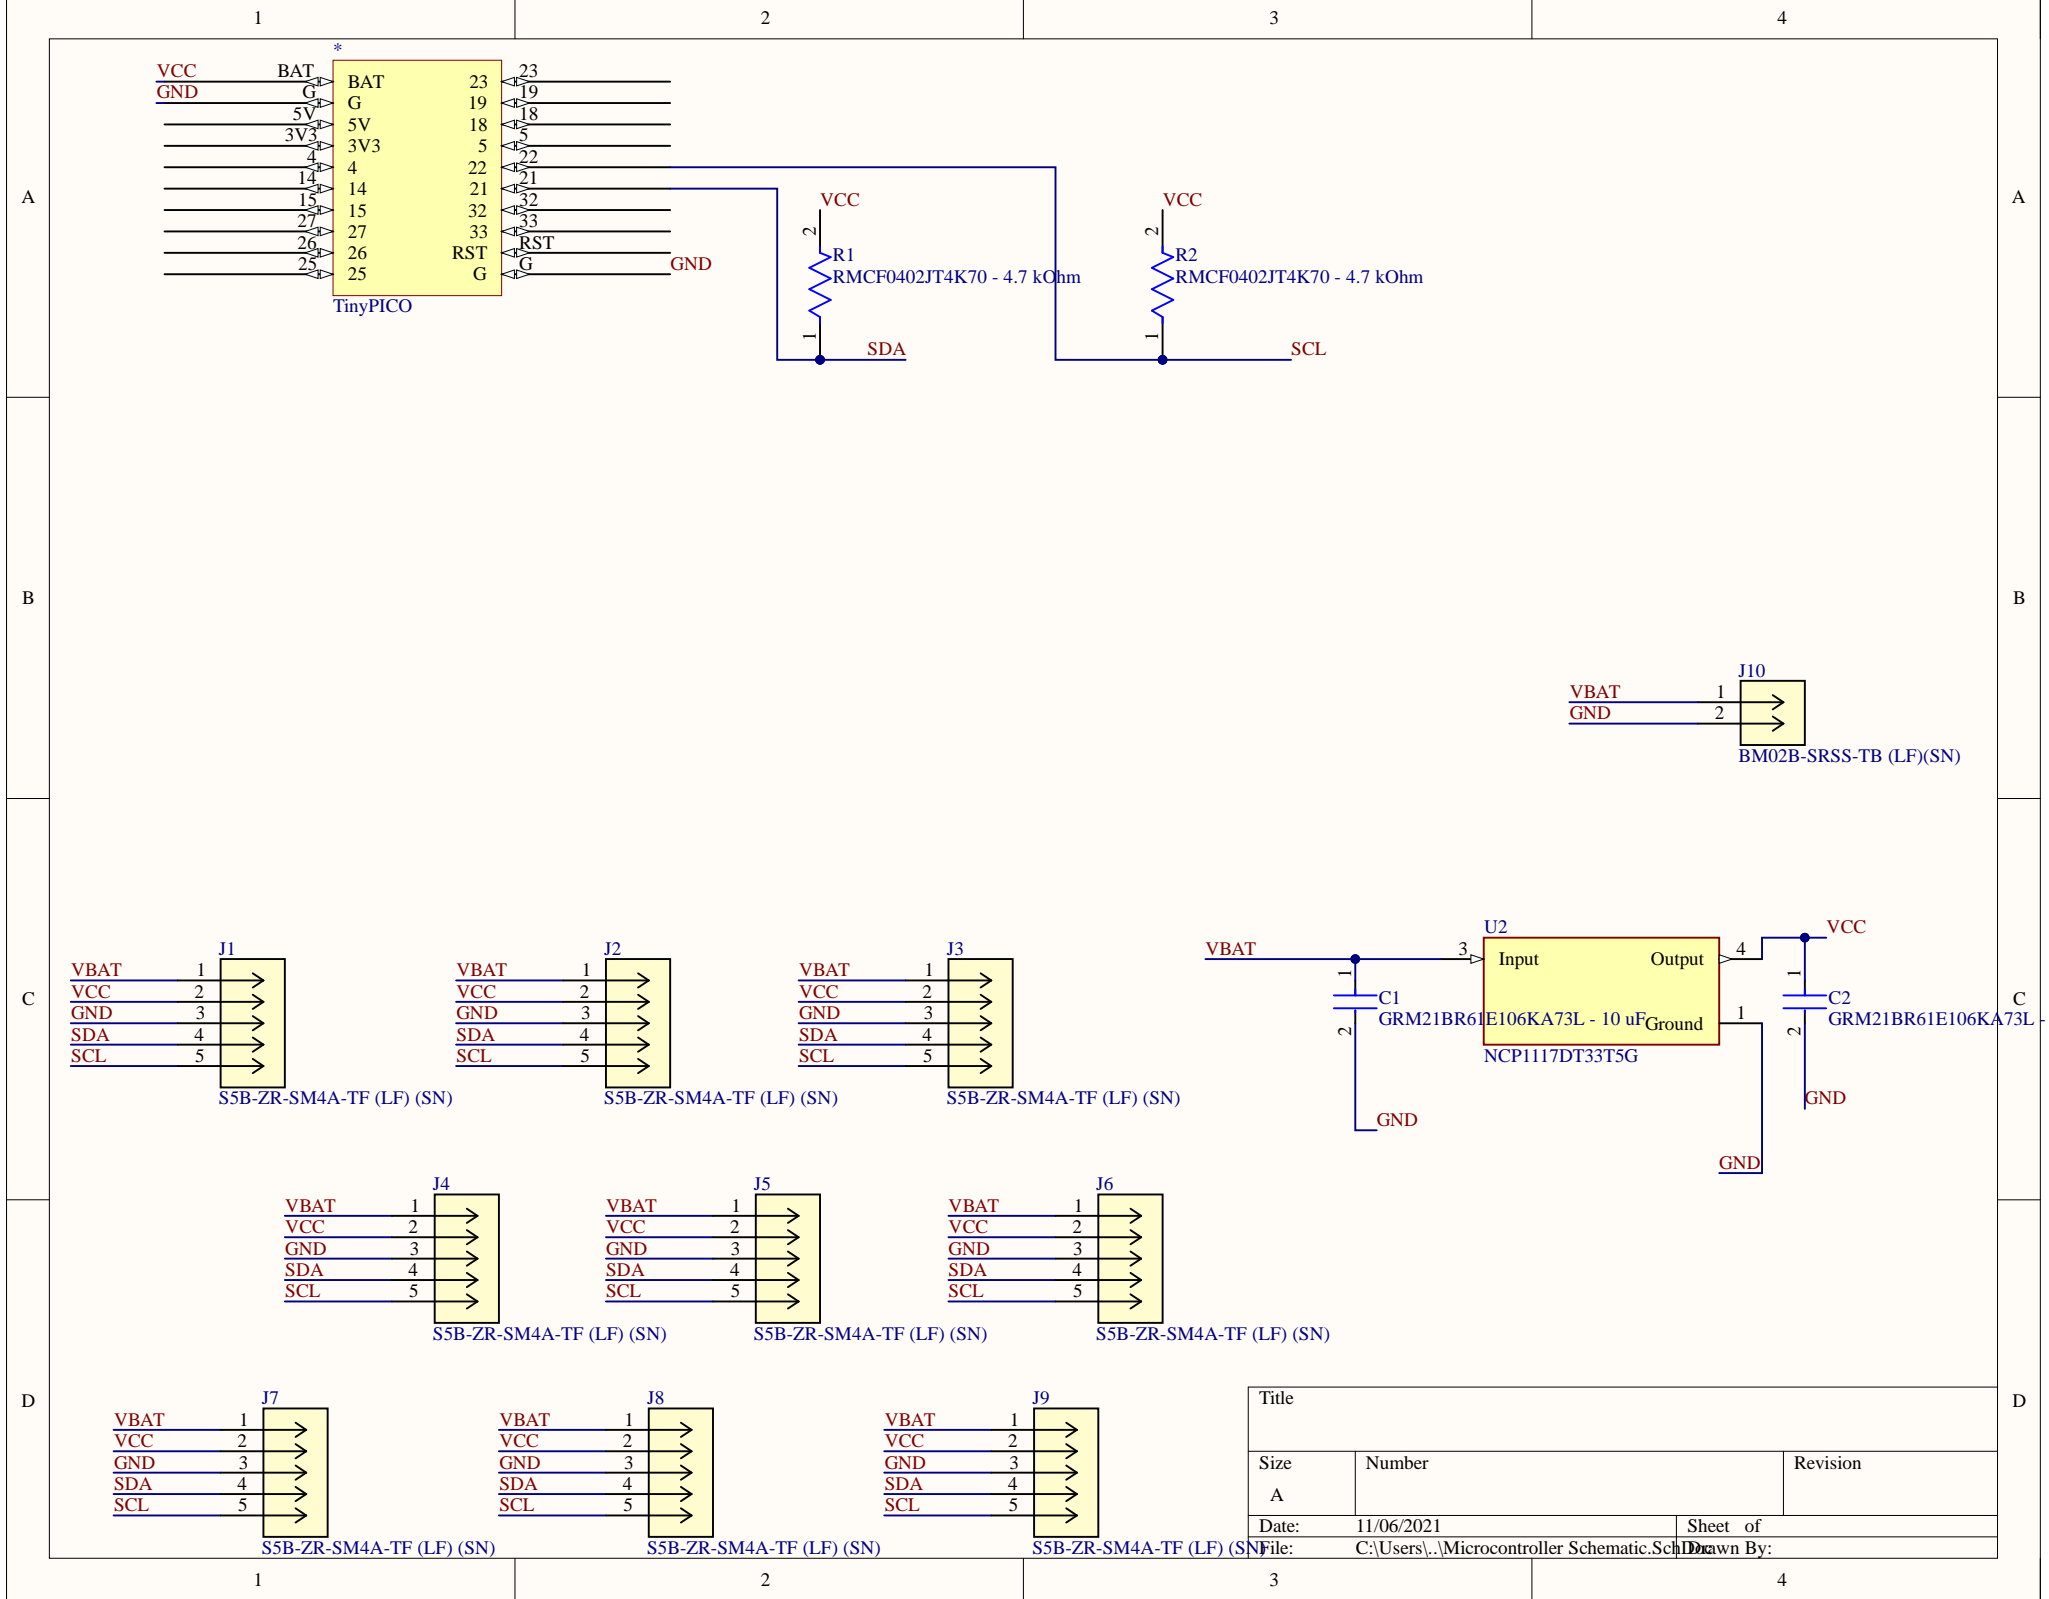 1 2 3 4
A A
B B
C C
D D
1 2 3 4
*
VCC BAT BAT 23 23
GND G G 19 19
5V 5V 18 18
3V3 3V3 5 5
4 4 22 22
14 14 21 21
15 15 32 32
27 27 33 33
26 26 RST RST
25 25 G G GND
TinyPICO
VCC
2
R1
RMCF0402JT4K70 - 4.7 kOhm
1
SDA
VCC
2
R2
RMCF0402JT4K70 - 4.7 kOhm
1
SCL
J10
VBAT 1
GND 2
BM02B-SRSS-TB (LF)(SN)
J1
VBAT 1
VCC 2
GND 3
SDA 4
SCL 5
S5B-ZR-SM4A-TF (LF) (SN)
J2
VBAT 1
VCC 2
GND 3
SDA 4
SCL 5
S5B-ZR-SM4A-TF (LF) (SN)
J3
VBAT 1
VCC 2
GND 3
SDA 4
SCL 5
S5B-ZR-SM4A-TF (LF) (SN)
U2
VBAT 3 Input Output 4 VCC
1
C1
GRM21BR61E106KA73L - 10 uF
2
GND
Ground 1
NCP1117DT33T5G
GND
1
C2
GRM21BR61E106KA73L -
2
GND
J4
VBAT 1
VCC 2
GND 3
SDA 4
SCL 5
S5B-ZR-SM4A-TF (LF) (SN)
J5
VBAT 1
VCC 2
GND 3
SDA 4
SCL 5
S5B-ZR-SM4A-TF (LF) (SN)
J6
VBAT 1
VCC 2
GND 3
SDA 4
SCL 5
S5B-ZR-SM4A-TF (LF) (SN)
J7
VBAT 1
VCC 2
GND 3
SDA 4
SCL 5
S5B-ZR-SM4A-TF (LF) (SN)
J8
VBAT 1
VCC 2
GND 3
SDA 4
SCL 5
S5B-ZR-SM4A-TF (LF) (SN)
J9
VBAT 1
VCC 2
GND 3
SDA 4
SCL 5
S5B-ZR-SM4A-TF (LF) (SN)
Title
Size Number Revision
A
Date: 11/06/2021 Sheet of
File: C:\Users\..\Microcontroller Schematic.SchDoc Drawn By: